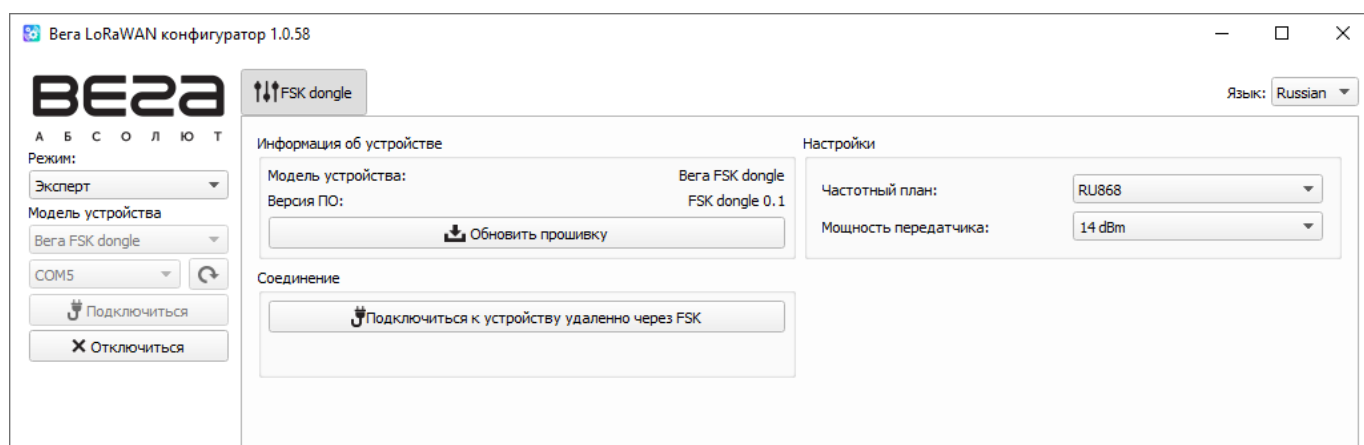 Вега LoRaWAN конфигуратор 1.0.58
ВЕГА
АБСОЛЮТ
Режим:
Эксперт
Модель устройства
Вега FSK dongle
COM5
Подключиться
Отключиться
FSK dongle
Язык: Russian
Информация об устройстве
Модель устройства: Вега FSK dongle
Версия ПО: FSK dongle 0.1
Обновить прошивку
Соединение
Подключиться к устройству удаленно через FSK
Настройки
Частотный план: RU868
Мощность передатчика: 14 dBm